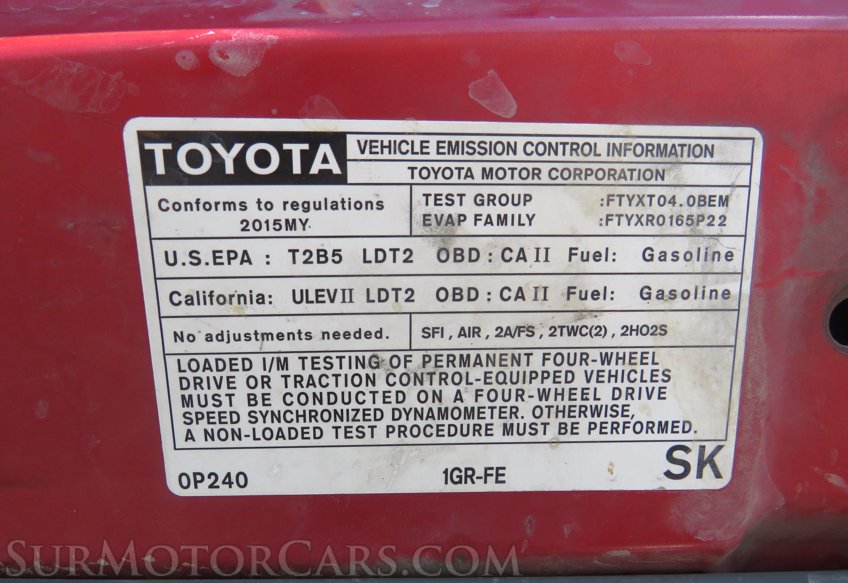 TOYOTA
VEHICLE EMISSION CONTROL INFORMATION
TOYOTA MOTOR CORPORATION
Conforms to regulations
2015MY
TEST GROUP :FTYXT04.0BEM
EVAP FAMILY :FTYXR0165P22
U.S.EPA : T2B5 LDT2 OBD : CA II Fuel: Gasoline
California: ULEV II LDT2 OBD : CA II Fuel: Gasoline
No adjustments needed.
SFI , AIR , 2A/FS , 2TWC(2) , 2HO2S
LOADED I/M TESTING OF PERMANENT FOUR-WHEEL
DRIVE OR TRACTION CONTROL-EQUIPPED VEHICLES
MUST BE CONDUCTED ON A FOUR-WHEEL DRIVE
SPEED SYNCHRONIZED DYNAMOMETER. OTHERWISE,
A NON-LOADED TEST PROCEDURE MUST BE PERFORMED.
0P240 1GR-FE SK
SURMOTORCARS.COM